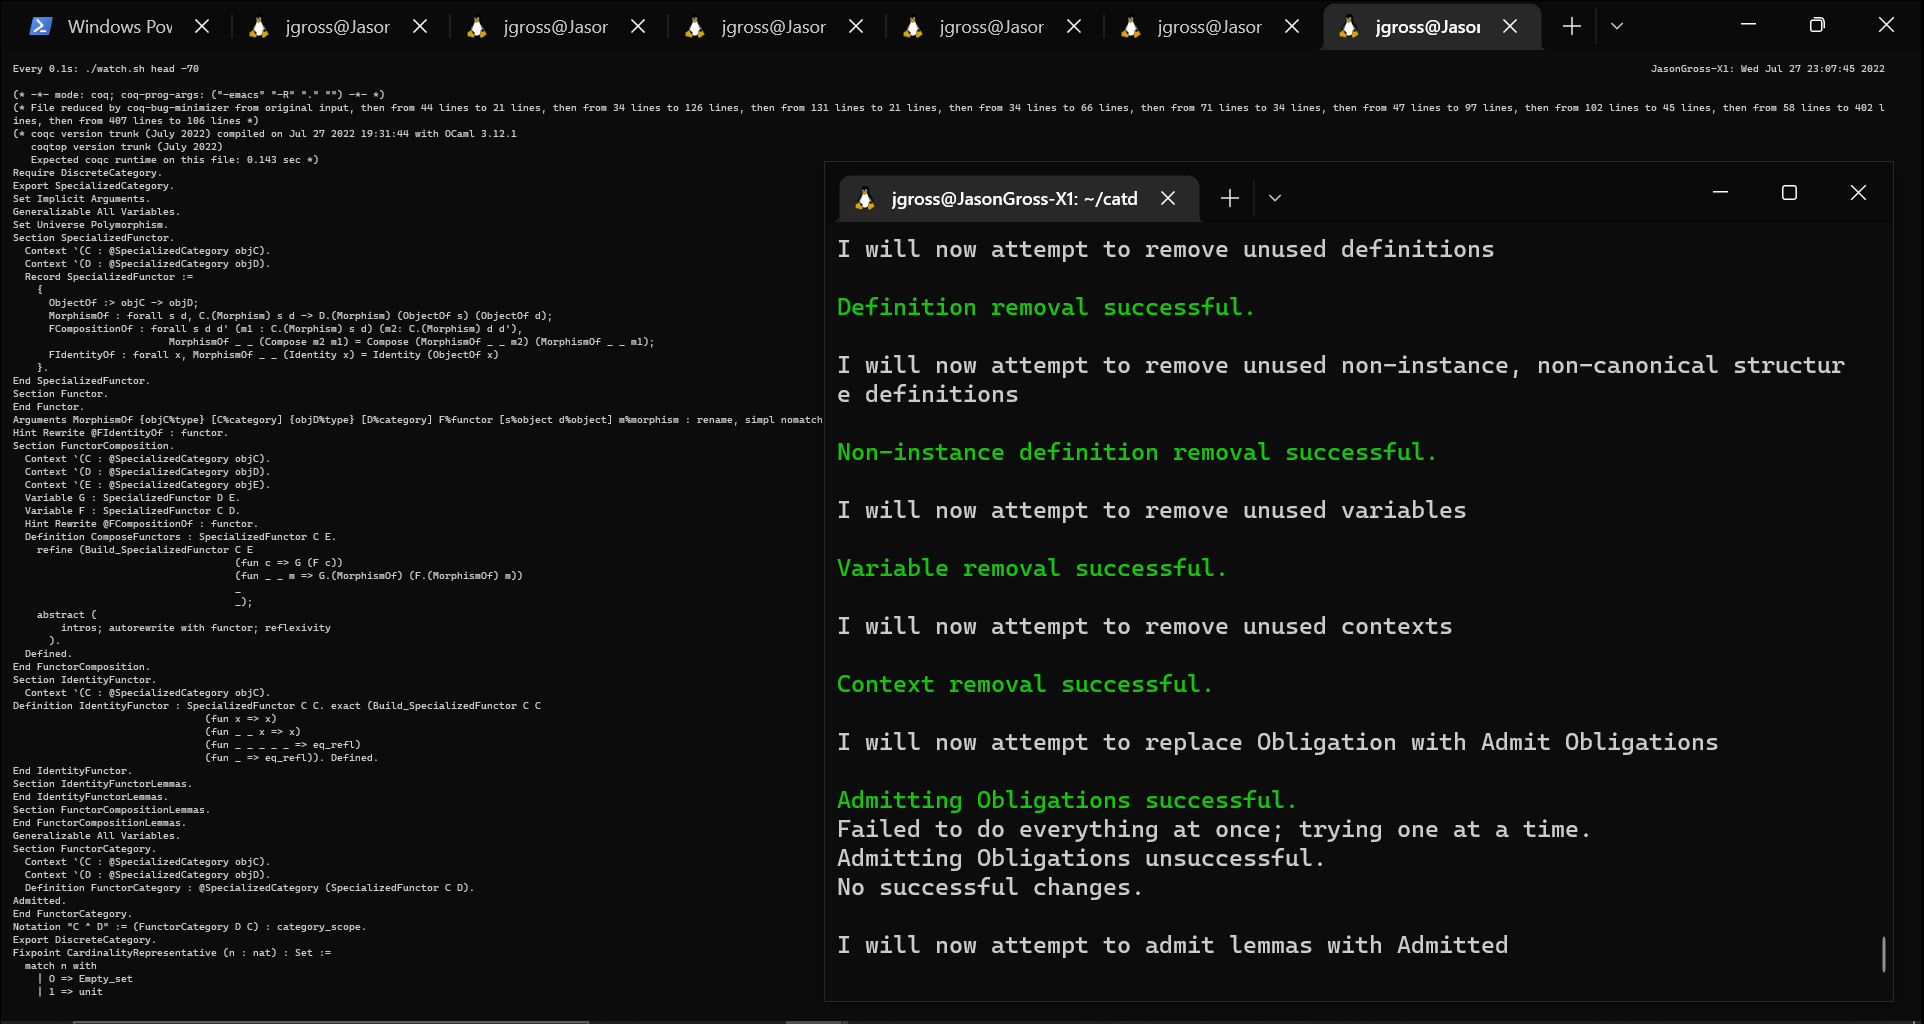 Windows Pov
jgross@Jasor
jgross@Jasor
jgross@Jasor
jgross@Jasor
jgross@Jasor
jgross@Jasor
Every 0.1s: ./watch.sh head -70
JasonGross-X1: Wed Jul 27 23:07:45 2022
(* -*- mode: coq; coq-prog-args: ("-emacs" "-R" "." "") -*- *)
(* File reduced by coq-bug-minimizer from original input, then from 44 lines to 21 lines, then from 34 lines to 126 lines, then from 131 lines to 21 lines, then from 34 lines to 66 lines, then from 71 lines to 34 lines, then from 47 lines to 97 lines, then from 102 lines to 45 lines, then from 58 lines to 402 l
ines, then from 407 lines to 106 lines *)
(* coqc version trunk (July 2022) compiled on Jul 27 2022 19:31:44 with OCaml 3.12.1
coqtop version trunk (July 2022)
Expected coqc runtime on this file: 0.143 sec *)
Require DiscreteCategory.
Export SpecializedCategory.
Set Implicit Arguments.
Generalizable All Variables.
Set Universe Polymorphism.
Section SpecializedFunctor.
Context `(C : @SpecializedCategory objC).
Context `(D : @SpecializedCategory objD).
Record SpecializedFunctor :=
{
ObjectOf :> objC -> objD;
MorphismOf : forall s d, C.(Morphism) s d -> D.(Morphism) (ObjectOf s) (ObjectOf d);
FCompositionOf : forall s d d' (m1 : C.(Morphism) s d) (m2: C.(Morphism) d d'),
MorphismOf _ _ (Compose m2 m1) = Compose (MorphismOf _ _ m2) (MorphismOf _ _ m1);
FIdentityOf : forall x, MorphismOf _ _ (Identity x) = Identity (ObjectOf x)
}.
End SpecializedFunctor.
Section Functor.
End Functor.
Arguments MorphismOf {objC%type} [C%category] {objD%type} [D%category] F%functor [s%object d%object] m%morphism : rename, simpl nomatch
Hint Rewrite @FIdentityOf : functor.
Section FunctorComposition.
Context `(C : @SpecializedCategory objC).
Context `(D : @SpecializedCategory objD).
Context `(E : @SpecializedCategory objE).
Variable G : SpecializedFunctor D E.
Variable F : SpecializedFunctor C D.
Hint Rewrite @FCompositionOf : functor.
Definition ComposeFunctors : SpecializedFunctor C E.
refine (Build_SpecializedFunctor C E
(fun c => G (F c))
(fun _ _ m => G.(MorphismOf) (F.(MorphismOf) m))
_
_);
abstract (
intros; autorewrite with functor; reflexivity
).
Defined.
End FunctorComposition.
Section IdentityFunctor.
Context `(C : @SpecializedCategory objC).
Definition IdentityFunctor : SpecializedFunctor C C. exact (Build_SpecializedFunctor C C
(fun x => x)
(fun _ _ x => x)
(fun _ _ _ _ _ => eq_refl)
(fun _ => eq_refl)). Defined.
End IdentityFunctor.
Section IdentityFunctorLemmas.
End IdentityFunctorLemmas.
Section FunctorCompositionLemmas.
End FunctorCompositionLemmas.
Generalizable All Variables.
Section FunctorCategory.
Context `(C : @SpecializedCategory objC).
Context `(D : @SpecializedCategory objD).
Definition FunctorCategory : @SpecializedCategory (SpecializedFunctor C D).
Admitted.
End FunctorCategory.
Notation "C ^ D" := (FunctorCategory D C) : category_scope.
Export DiscreteCategory.
Fixpoint CardinalityRepresentative (n : nat) : Set :=
match n with
| O => Empty_set
| 1 => unit
jgross@JasonGross-X1: ~/catd
I will now attempt to remove unused definitions
Definition removal successful.
I will now attempt to remove unused non-instance, non-canonical structur
e definitions
Non-instance definition removal successful.
I will now attempt to remove unused variables
Variable removal successful.
I will now attempt to remove unused contexts
Context removal successful.
I will now attempt to replace Obligation with Admit Obligations
Admitting Obligations successful.
Failed to do everything at once; trying one at a time.
Admitting Obligations unsuccessful.
No successful changes.
I will now attempt to admit lemmas with Admitted